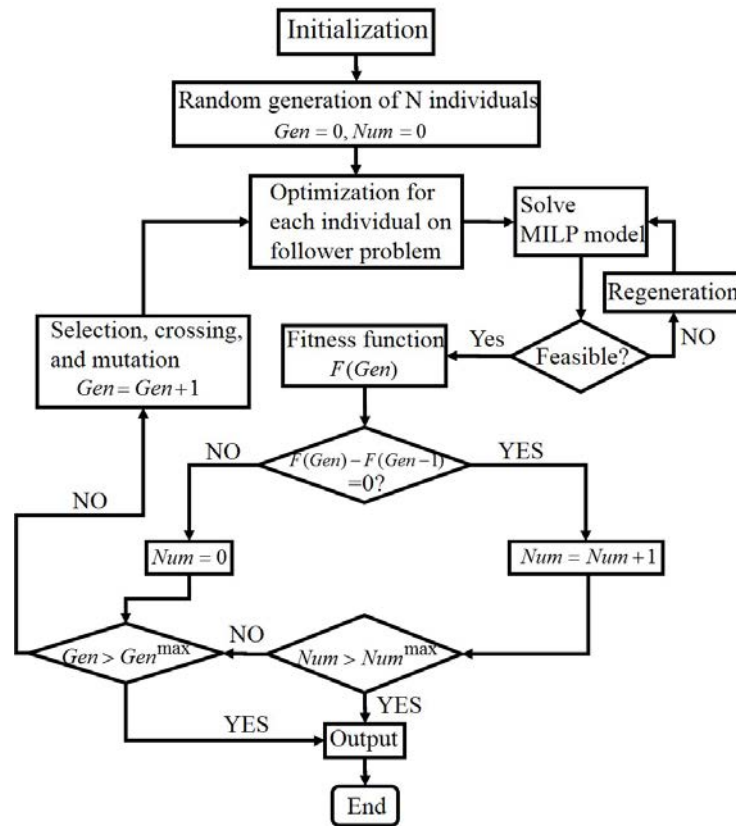 Initialization
Random generation of N individuals
Gen = 0, Num = 0
Optimization for
each individual on
follower problem
Solve
MILP model
Regeneration
Selection, crossing,
and mutation
Gen = Gen+1
Fitness function
F(Gen)
Yes
Feasible?
NO
NO
F(Gen)−F(Gen−1)
=0?
YES
NO
Num = 0
Num = Num+1
Gen > Gen^max
NO
Num > Num^max
YES
YES
Output
End